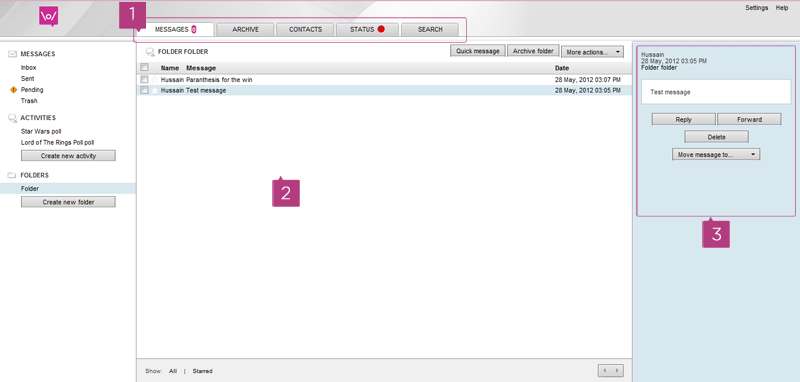 \o/
1
Settings Help
MESSAGES 0 ARCHIVE CONTACTS STATUS SEARCH
MESSAGES
Inbox
Sent
Pending
Trash
ACTIVITIES
Star Wars poll
Lord of The Rings Poll poll
Create new activity
FOLDERS
Folder
Create new folder
FOLDER FOLDER Quick message Archive folder More actions...
Name Message Date
Hussain Paranthesis for the win 28 May, 2012 03:07 PM
Hussain Test message 28 May, 2012 03:05 PM
2
Show: All | Starred
Hussain
28 May, 2012 03:05 PM
Folder folder
Test message
Reply Forward
Delete
Move message to...
3